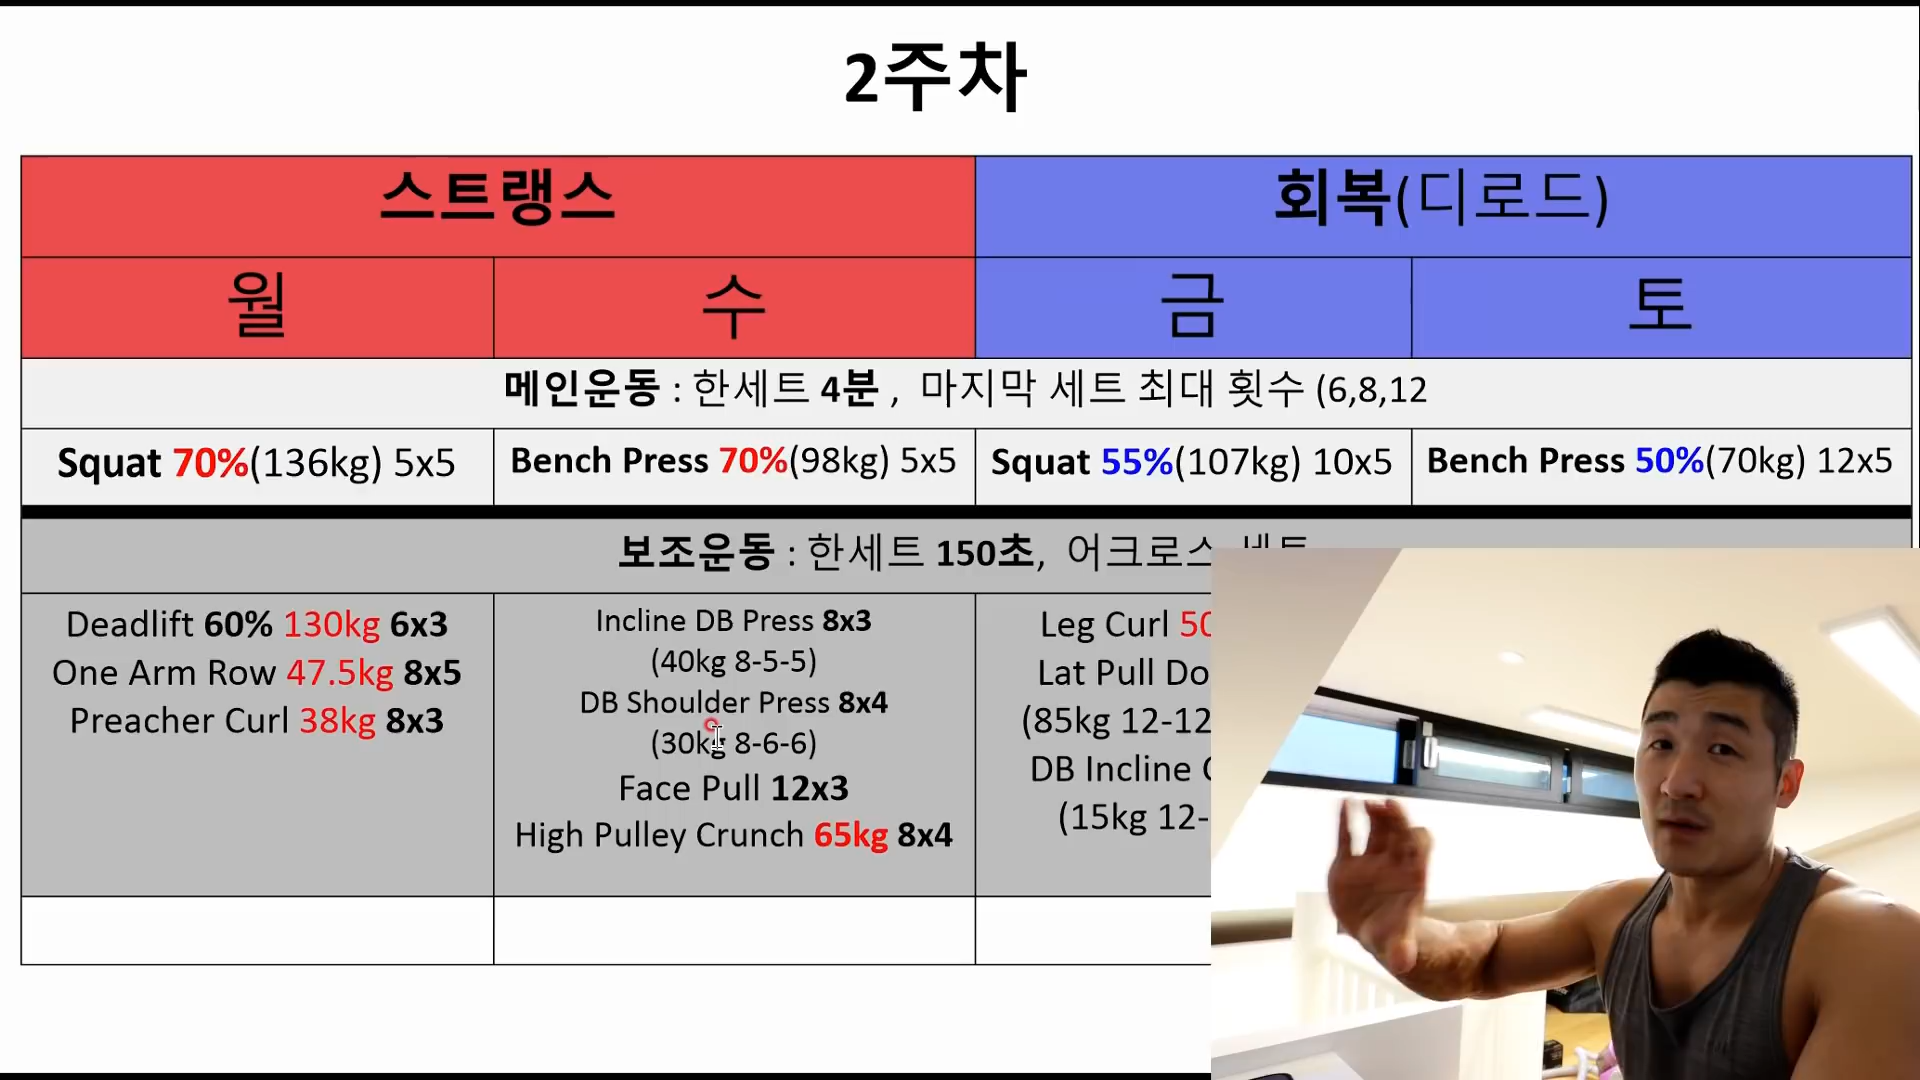 2주차
스트랭스
회복(디로드)
월
수
금
토
메인운동 : 한세트 4분 , 마지막 세트 최대 횟수 (6,8,12
Squat 70%(136kg) 5x5
Bench Press 70%(98kg) 5x5
Squat 55%(107kg) 10x5
Bench Press 50%(70kg) 12x5
보조운동 : 한세트 150초, 어크로스 세트
Deadlift 60% 130kg 6x3
One Arm Row 47.5kg 8x5
Preacher Curl 38kg 8x3
Incline DB Press 8x3
(40kg 8-5-5)
DB Shoulder Press 8x4
(30kg 8-6-6)
Face Pull 12x3
High Pulley Crunch 65kg 8x4
Leg Curl 50
Lat Pull Do
(85kg 12-12
DB Incline
(15kg 12-